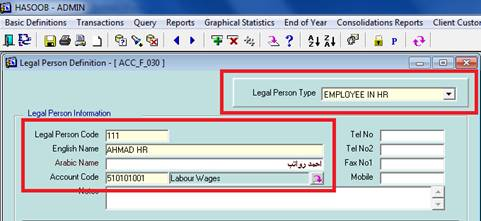 HASOOB - ADMIN
Basic Definitions Transactions Query Reports Graphical Statistics End of Year Consolidations Reports Client Custor
Legal Person Definition - [ ACC_F_030 ]
Legal Person Type EMPLOYEE IN HR
Legal Person Information
Legal Person Code 111 Tel No
English Name AHMAD HR Tel No2
Arabic Name احمد رواتب Fax No1
Account Code 510101001 Labour Wages Mobile
Notes